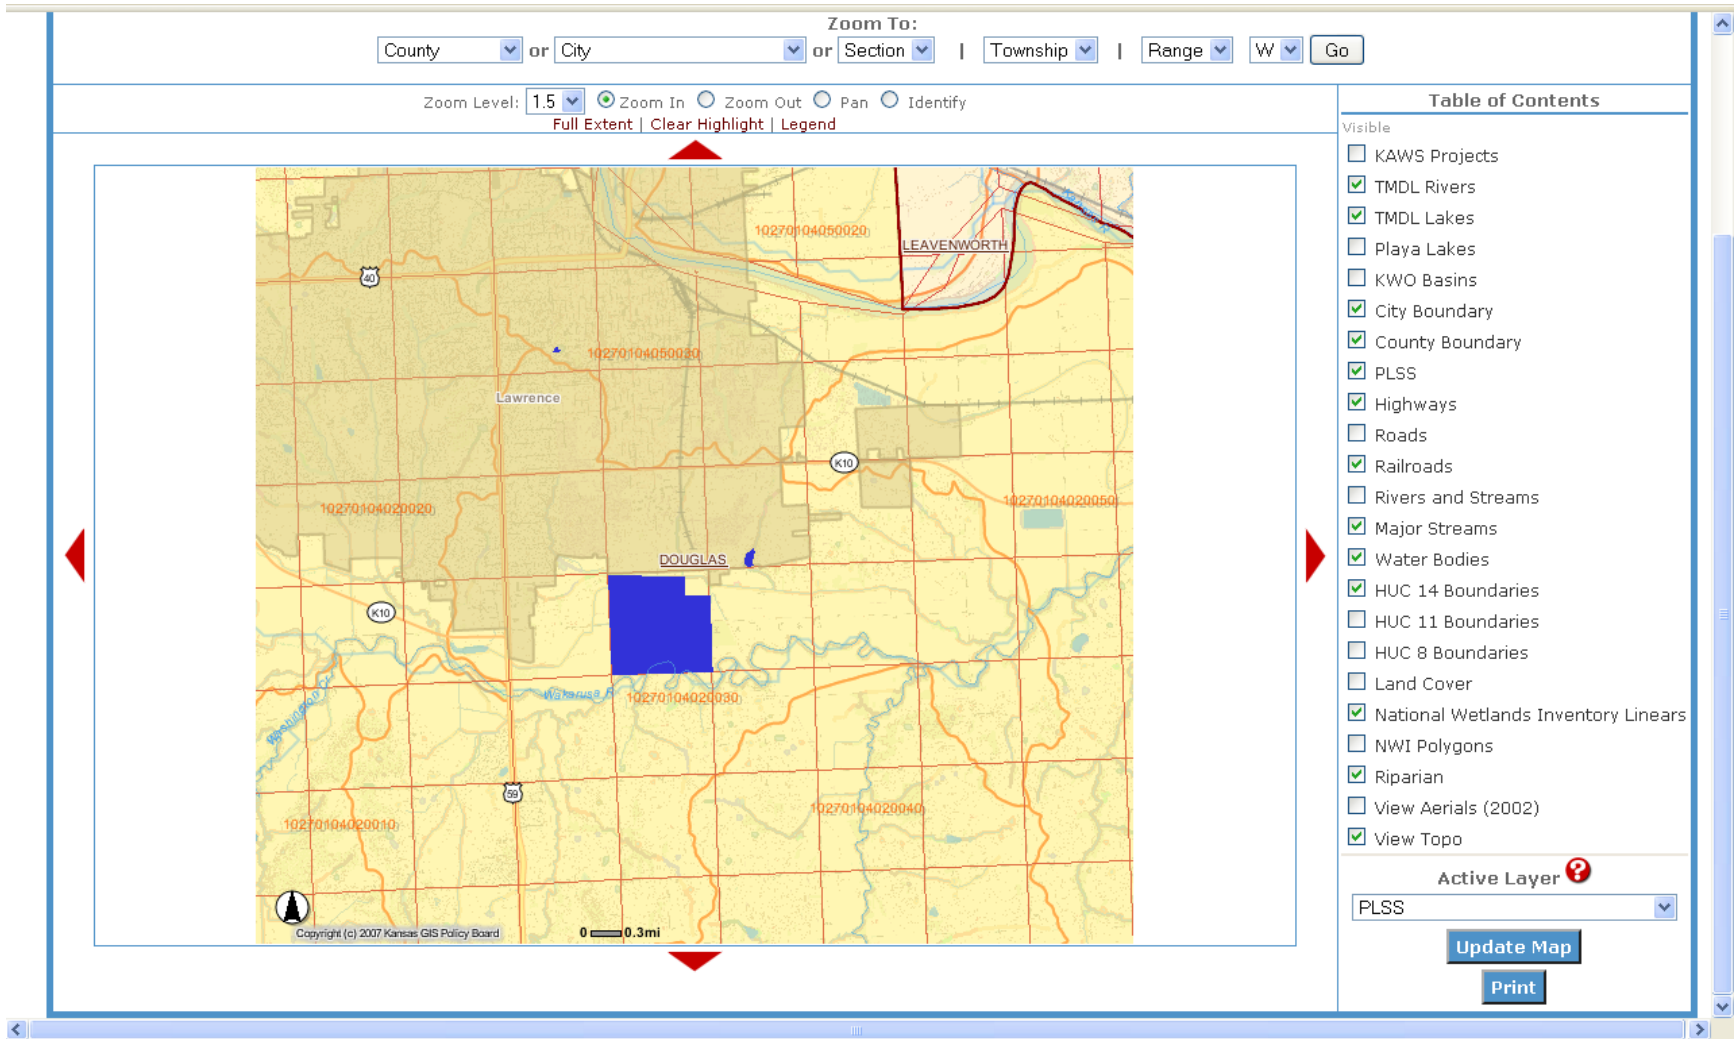 Zoom To:
County or City or Section | Township | Range W Go
Zoom Level: 1.5 Zoom In Zoom Out Pan Identify
Full Extent | Clear Highlight | Legend
Table of Contents
Visible
KAWS Projects
TMDL Rivers
TMDL Lakes
Playa Lakes
KWO Basins
City Boundary
County Boundary
PLSS
Highways
Roads
Railroads
Rivers and Streams
Major Streams
Water Bodies
HUC 14 Boundaries
HUC 11 Boundaries
HUC 8 Boundaries
Land Cover
National Wetlands Inventory Linears
NWI Polygons
Riparian
View Aerials (2002)
View Topo
Active Layer ?
PLSS
Update Map
Print
10270104050020
LEAVENWORTH
40
10270104050030
Lawrence
K10
10270104020020
10270104020050
DOUGLAS
K10
Wakarusa R
10270104020030
Washington Cr
59
10270104020040
10270104020010
Copyright (c) 2007 Kansas GIS Policy Board
0 0.3mi